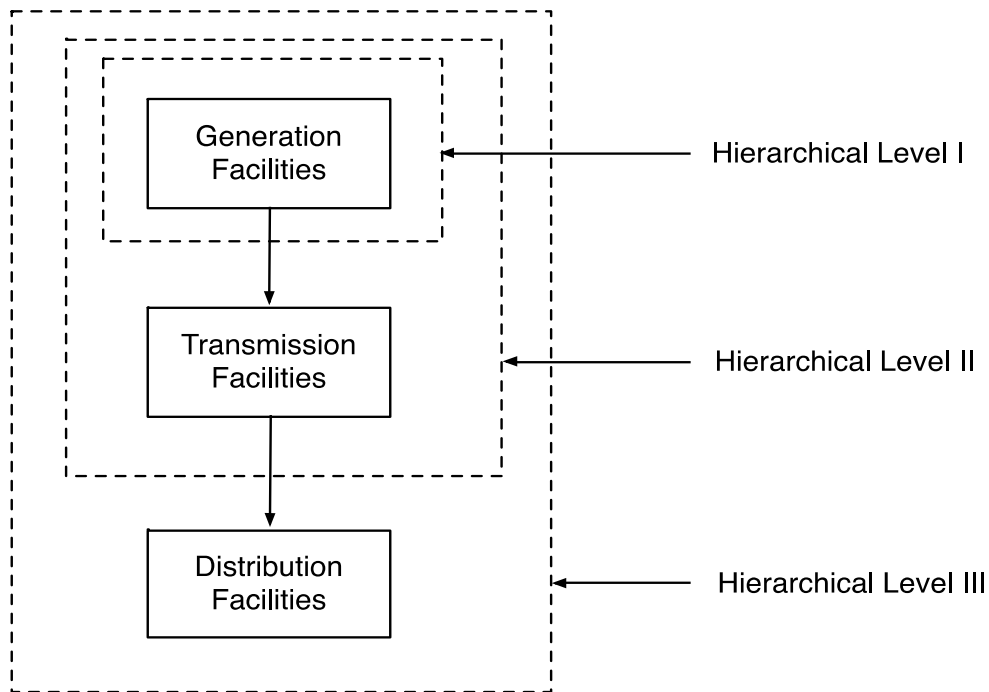 Generation
Facilities
Hierarchical Level I
Transmission
Facilities
Hierarchical Level II
Distribution
Facilities
Hierarchical Level III